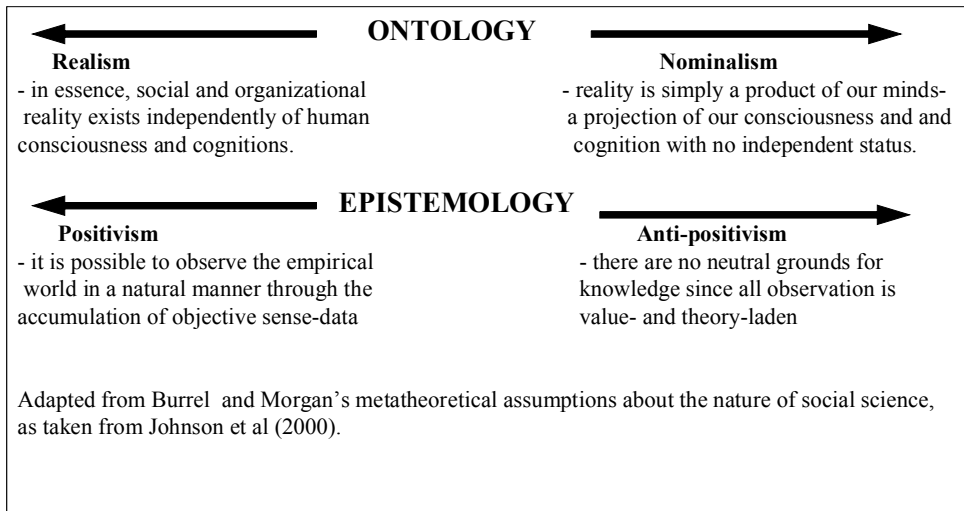 ONTOLOGY
Realism
- in essence, social and organizational
reality exists independently of human
consciousness and cognitions.
Nominalism
- reality is simply a product of our minds-
a projection of our consciousness and and
cognition with no independent status.
EPISTEMOLOGY
Positivism
- it is possible to observe the empirical
world in a natural manner through the
accumulation of objective sense-data
Anti-positivism
- there are no neutral grounds for
knowledge since all observation is
value- and theory-laden
Adapted from Burrel and Morgan's metatheoretical assumptions about the nature of social science,
as taken from Johnson et al (2000).